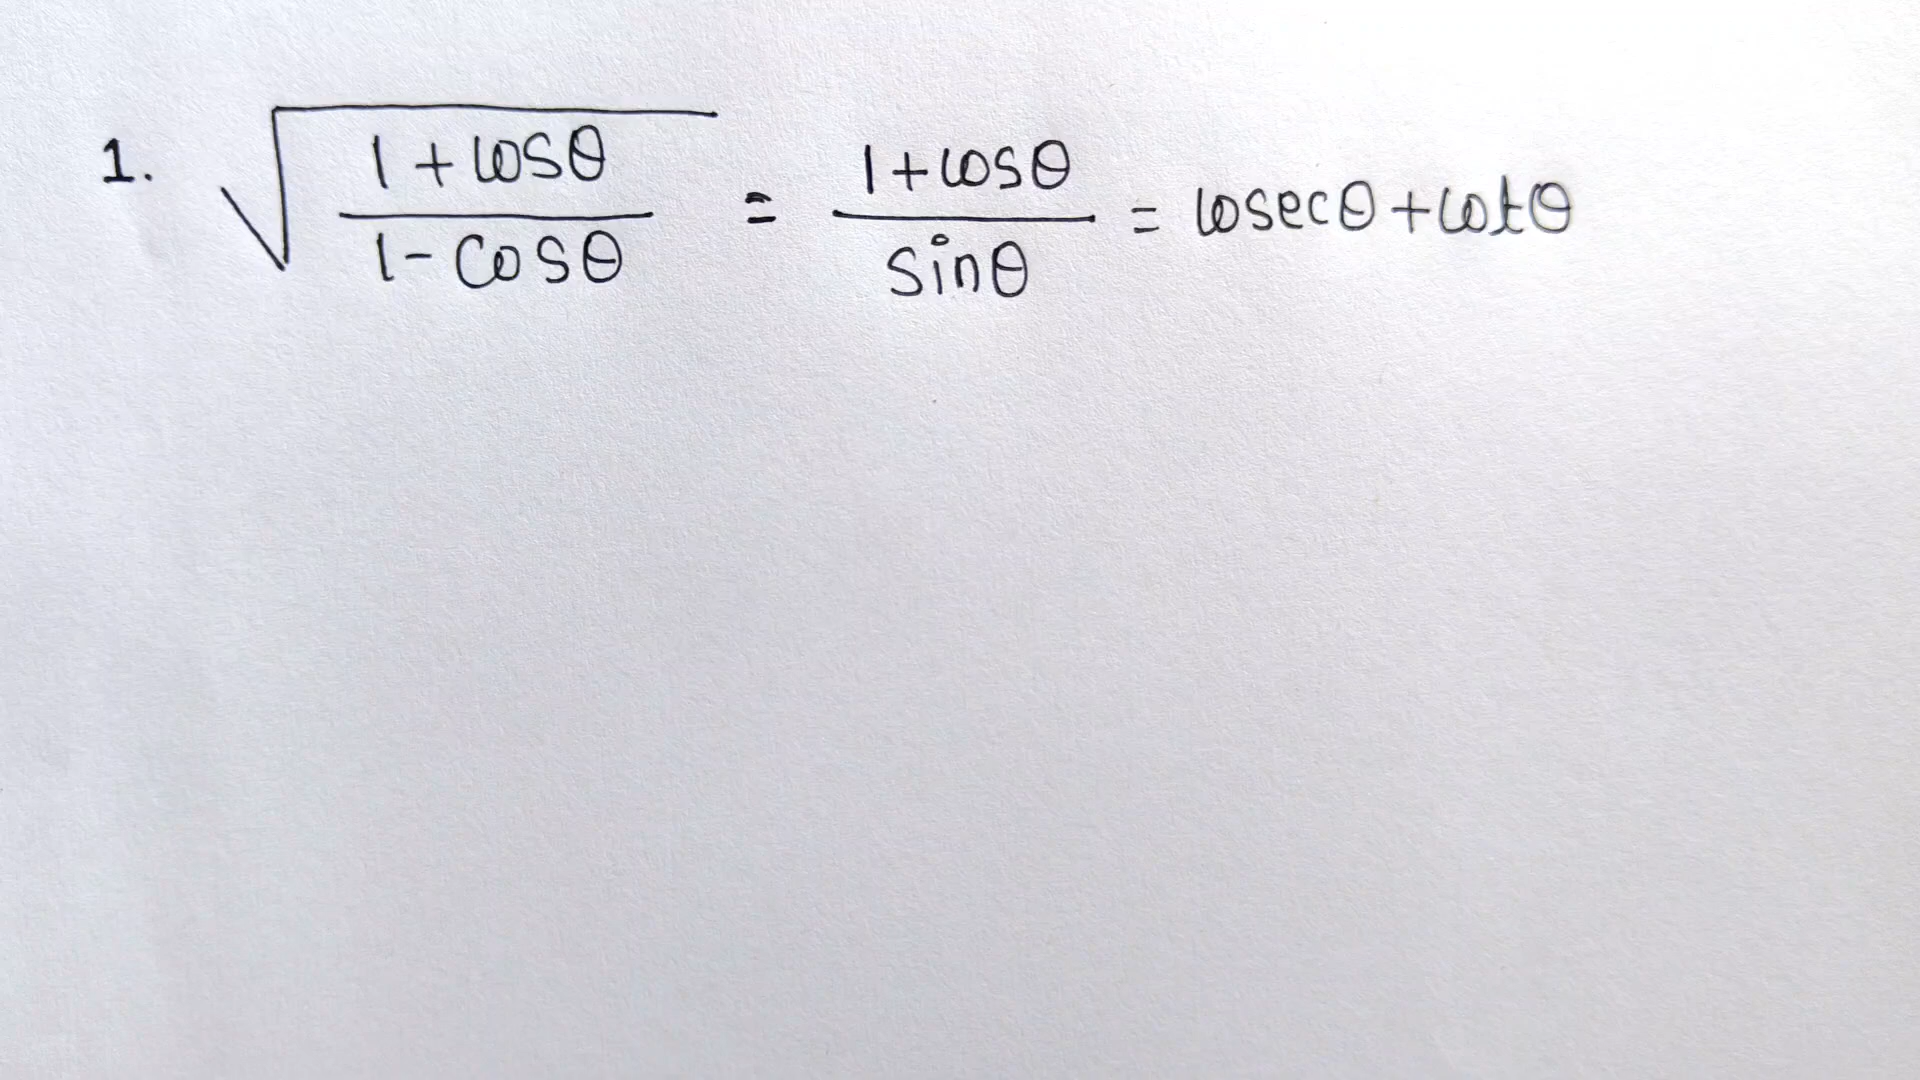 1. √((1+cosθ)/(1-cosθ)) = (1+cosθ)/(sinθ) = cosecθ+cotθ